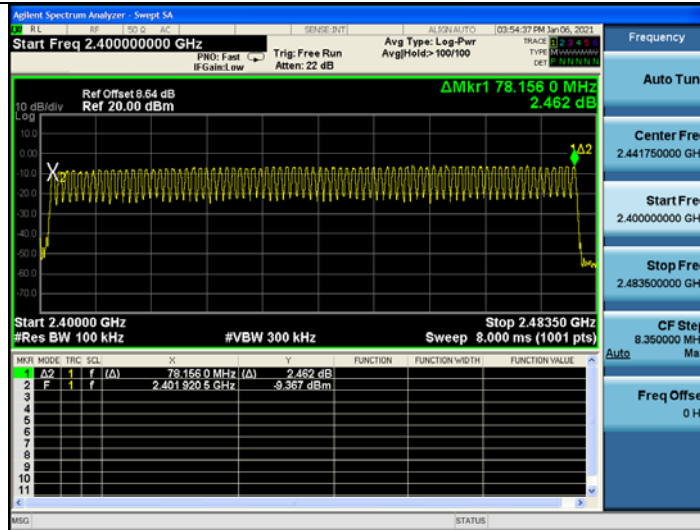 Agilent Spectrum Analyzer - Swept SA
RL RF 50 Ω AC SENSE:INT ALIGNAUTO 03:54:37 PM Jan 06, 2021
Start Freq 2.400000000 GHz
PNO: Fast
IFGain:Low
Trig: Free Run
Atten: 22 dB
Avg Type: Log-Pwr
Avg|Hold:> 100/100
TRACE 1 2 3 4 5 6
TYPE
DET P N N N N N
ΔMkr1 78.156 0 MHz
2.462 dB
Ref Offset 8.64 dB
Ref 20.00 dBm
10 dB/div
Log
10.0
0.00
-10.0
-20.0
-30.0
-40.0
-50.0
-60.0
-70.0
1Δ2
X2
Start 2.40000 GHz Stop 2.48350 GHz
#Res BW 100 kHz #VBW 300 kHz Sweep 8.000 ms (1001 pts)
MKR MODE TRC SCL X Y FUNCTION FUNCTION WIDTH FUNCTION VALUE
1 Δ2 1 f (Δ) 78.156 0 MHz (Δ) 2.462 dB
2 F 1 f 2.401 920 5 GHz -9.367 dBm
3
4
5
6
7
8
9
10
11
MSG STATUS
Frequency
Auto Tun
Center Fre
2.441750000 GH
Start Fre
2.400000000 GH
Stop Fre
2.483500000 GH
CF Step
8.350000 MH
Auto Ma
Freq Offse
0 H